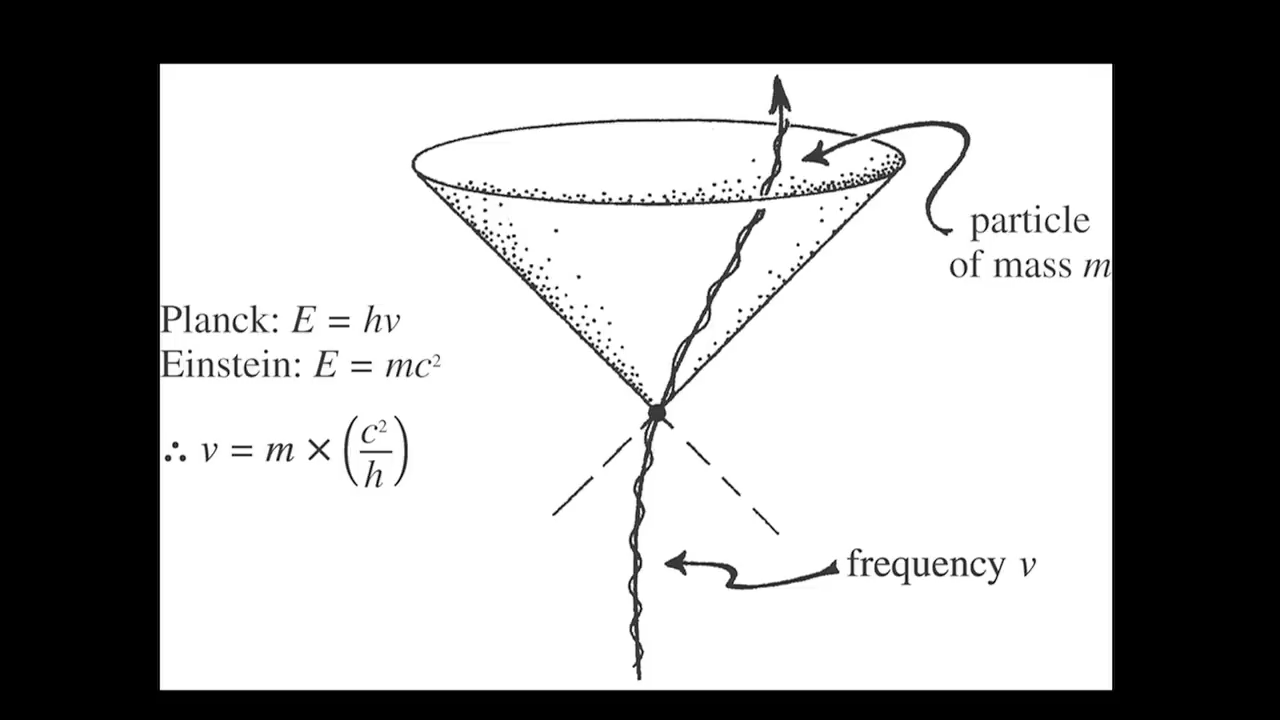 particle
of mass m
Planck: E = hν
Einstein: E = mc²
∴ ν = m × (c²/h)
frequency ν